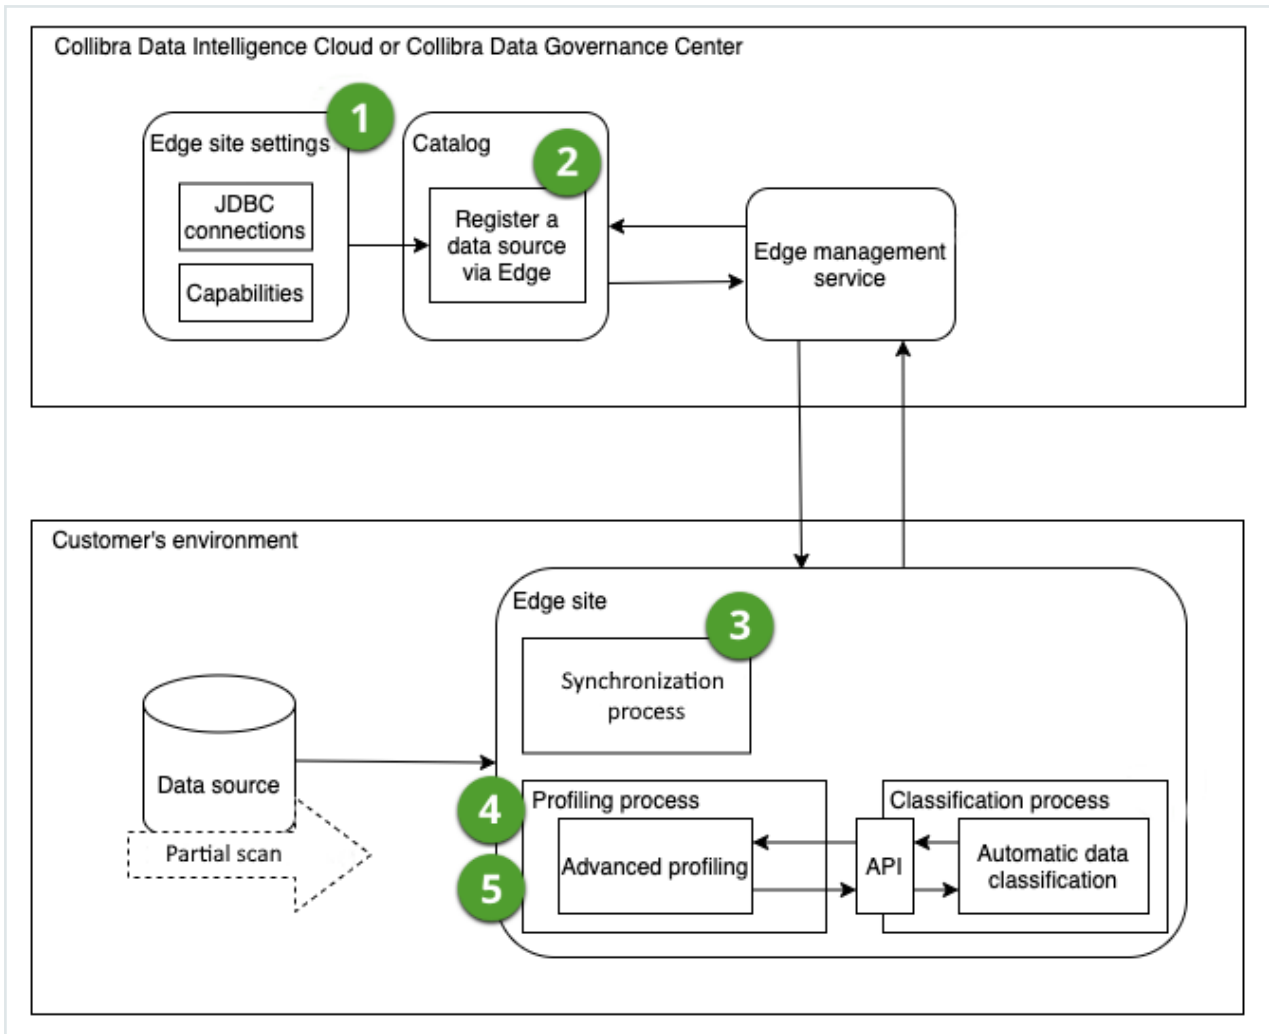 Collibra Data Intelligence Cloud or Collibra Data Governance Center
1
Edge site settings
JDBC
connections
Capabilities
Catalog
2
Register a
data source
via Edge
Edge management
service
Customer's environment
Edge site
3
Synchronization
process
Data source
Partial scan
4
Profiling process
5
Advanced profiling
API
Classification process
Automatic data
classification